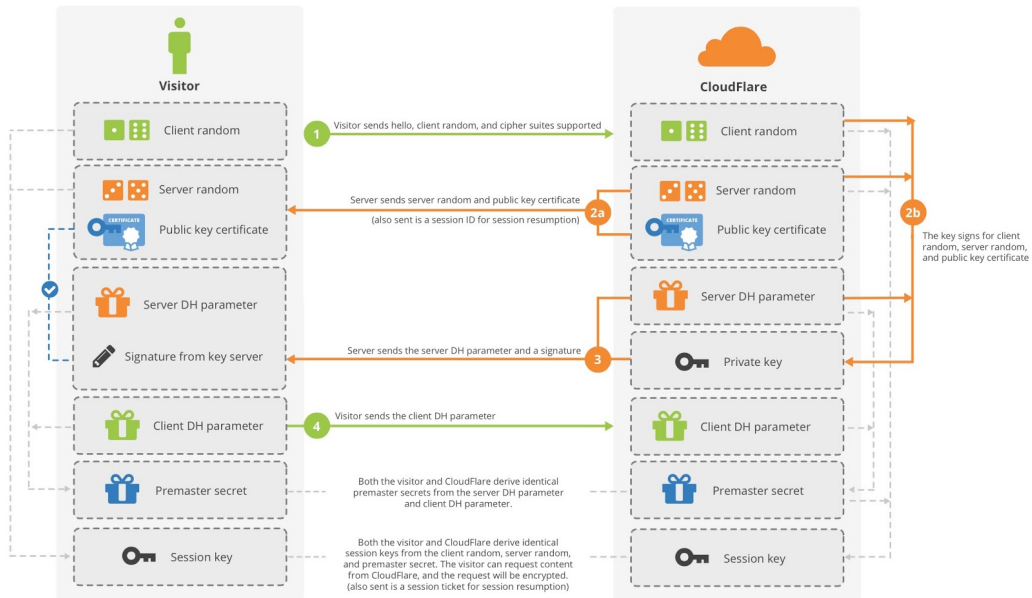 Visitor
CloudFlare
Client random
1
Visitor sends hello, client random, and cipher suites supported
Client random
Server random
Public key certificate
CERTIFICATE
Server sends server random and public key certificate
(also sent is a session ID for session resumption)
2a
Server random
Public key certificate
CERTIFICATE
2b
The key signs for client
random, server random,
and public key certificate
Server DH parameter
Signature from key server
Server sends the server DH parameter and a signature
3
Server DH parameter
Private key
Client DH parameter
4
Visitor sends the client DH parameter
Client DH parameter
Premaster secret
Both the visitor and CloudFlare derive identical
premaster secrets from the server DH parameter
and client DH parameter.
Premaster secret
Session key
Both the visitor and CloudFlare derive identical
session keys from the client random, server random,
and premaster secret. The visitor can request content
from CloudFlare, and the request will be encrypted.
(also sent is a session ticket for session resumption)
Session key